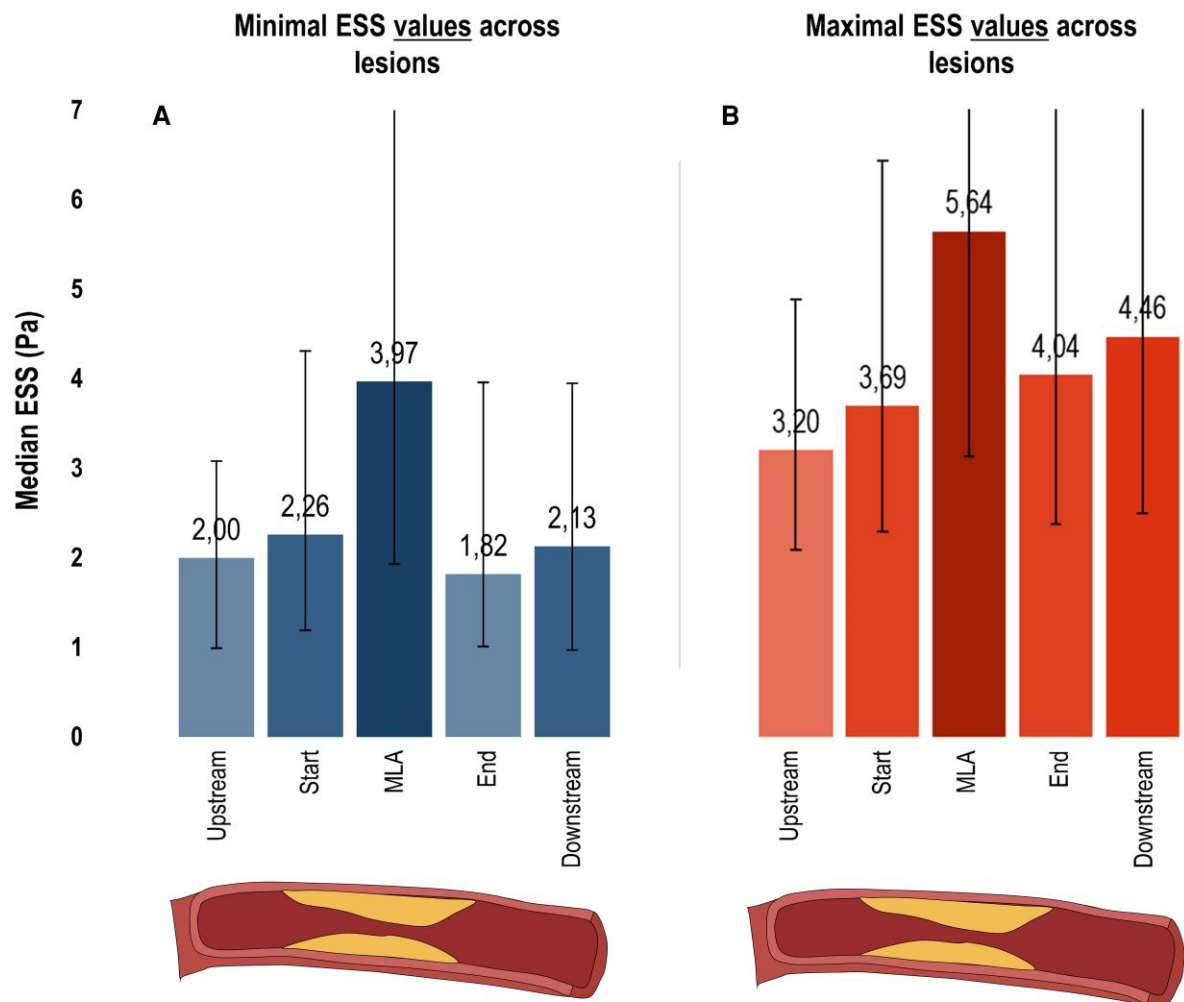 Minimal ESS values across
lesions
Maximal ESS values across
lesions
A
B
Median ESS (Pa)
7
6
5
4
3
2
1
0
2,00
2,26
3,97
1,82
2,13
3,20
3,69
5,64
4,04
4,46
Upstream
Start
MLA
End
Downstream
Upstream
Start
MLA
End
Downstream